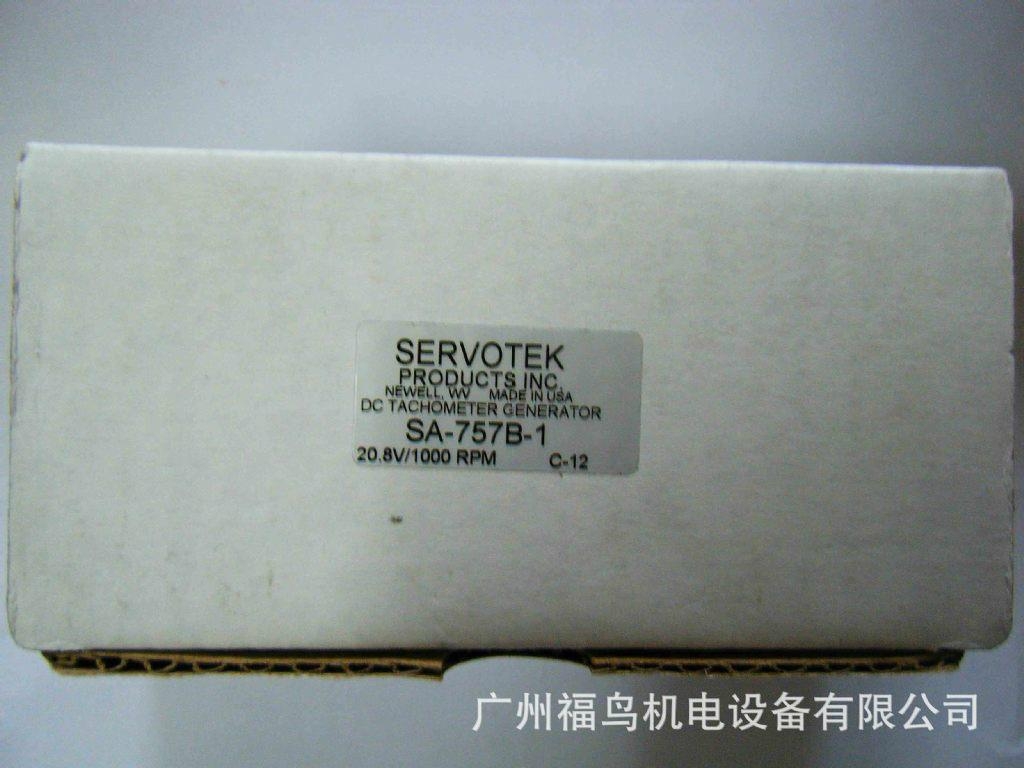 SERVOTEK
PRODUCTS INC.
NEWELL, WV MADE IN USA
DC TACHOMETER GENERATOR
SA-757B-1
20.8V/1000 RPM C-12
广州福鸟机电设备有限公司